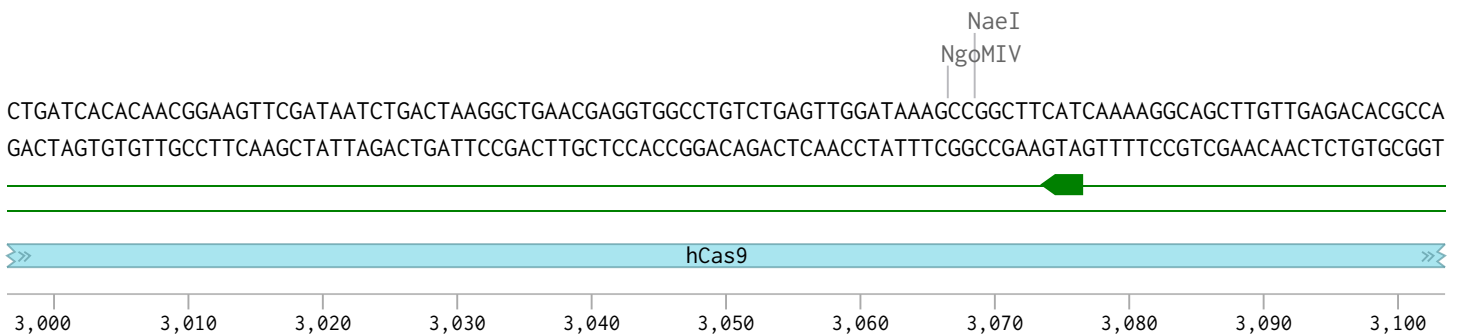 NaeI
NgoMIV
CTGATCACACAACGGAAGTTCGATAATCTGACTAAGGCTGAACGAGGTGGCCTGTCTGAGTTGGATAAAGCCGGCTTCATCAAAAGGCAGCTTGTTGAGACACGCCA
GACTAGTGTGTTGCCTTCAAGCTATTAGACTGATTCCGACTTGCTCCACCGGACAGACTCAACCTATTTCGGCCGAAGTAGTTTTCCGTCGAACAACTCTGTGCGGT
hCas9
3,000 3,010 3,020 3,030 3,040 3,050 3,060 3,070 3,080 3,090 3,100